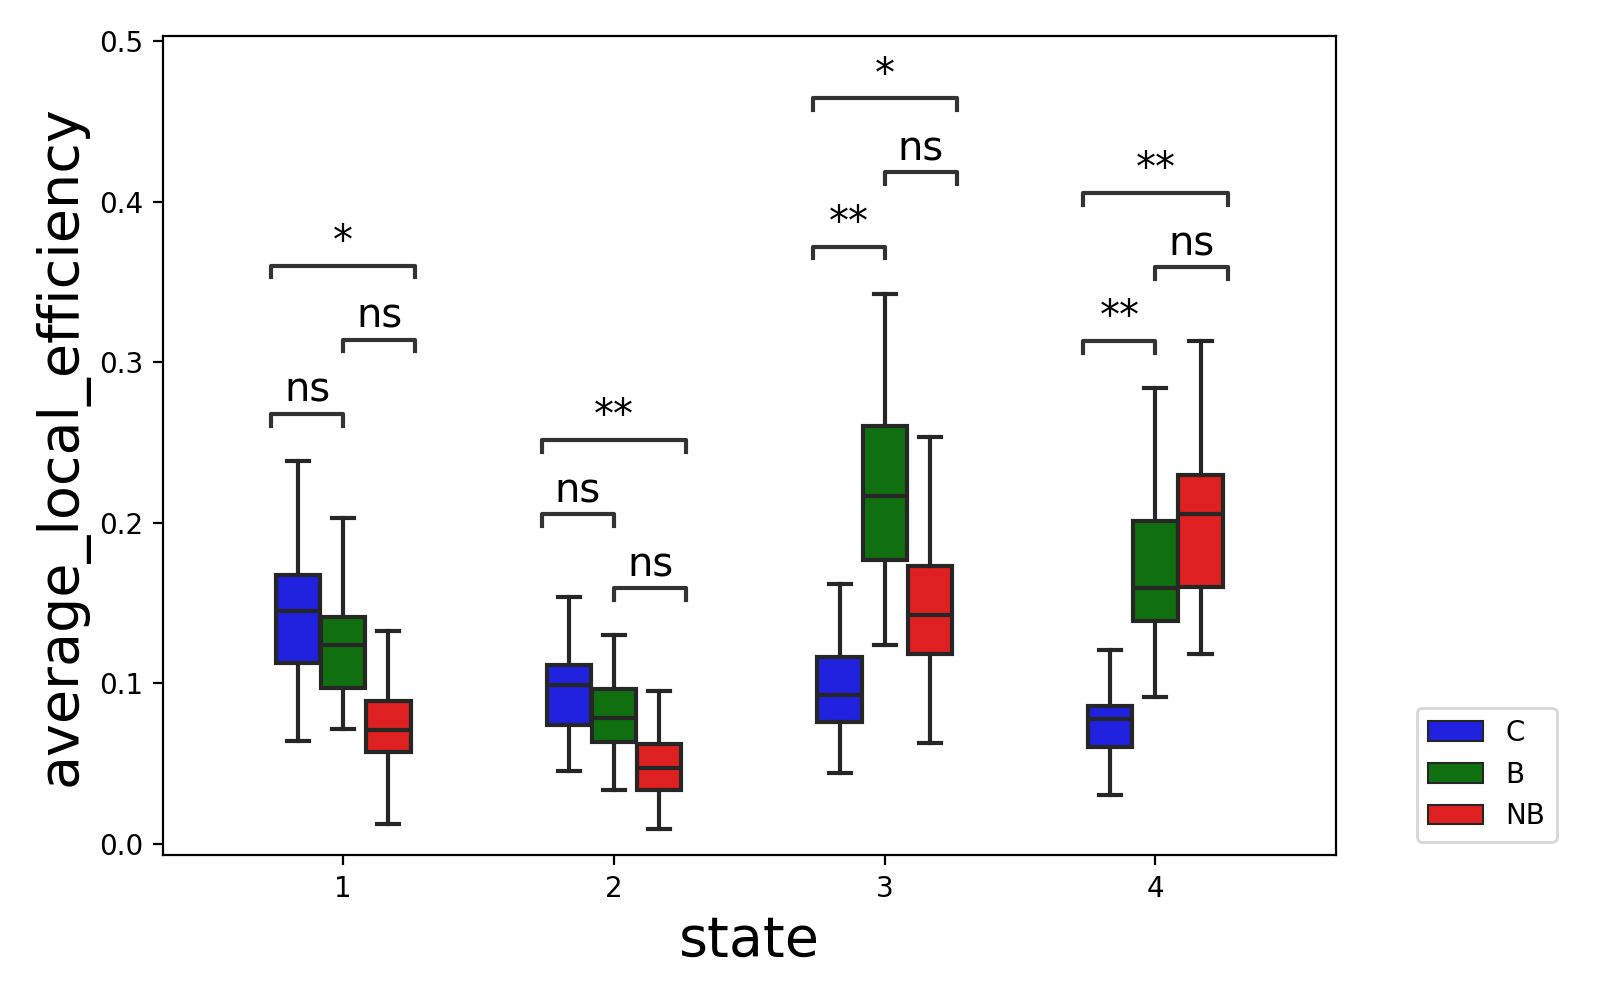 average_local_efficiency
0.5
0.4
0.3
0.2
0.1
0.0
*
ns
ns
**
ns
ns
*
ns
**
**
ns
**
1 2 3 4
state
C
B
NB